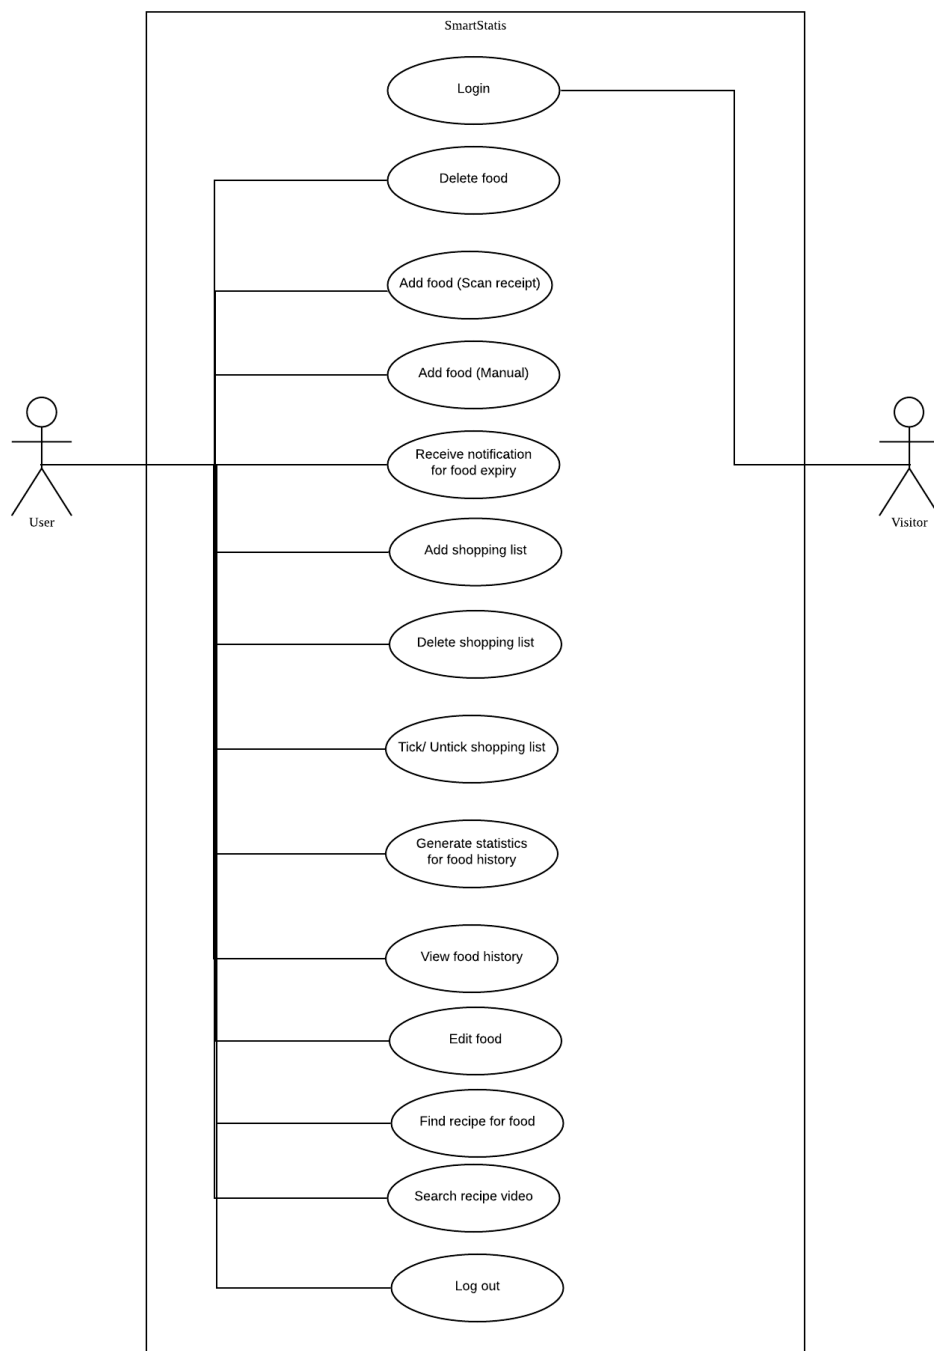 SmartStatis
Login
Delete food
Add food (Scan receipt)
Add food (Manual)
Receive notification
for food expiry
User
Visitor
Add shopping list
Delete shopping list
Tick/ Untick shopping list
Generate statistics
for food history
View food history
Edit food
Find recipe for food
Search recipe video
Log out